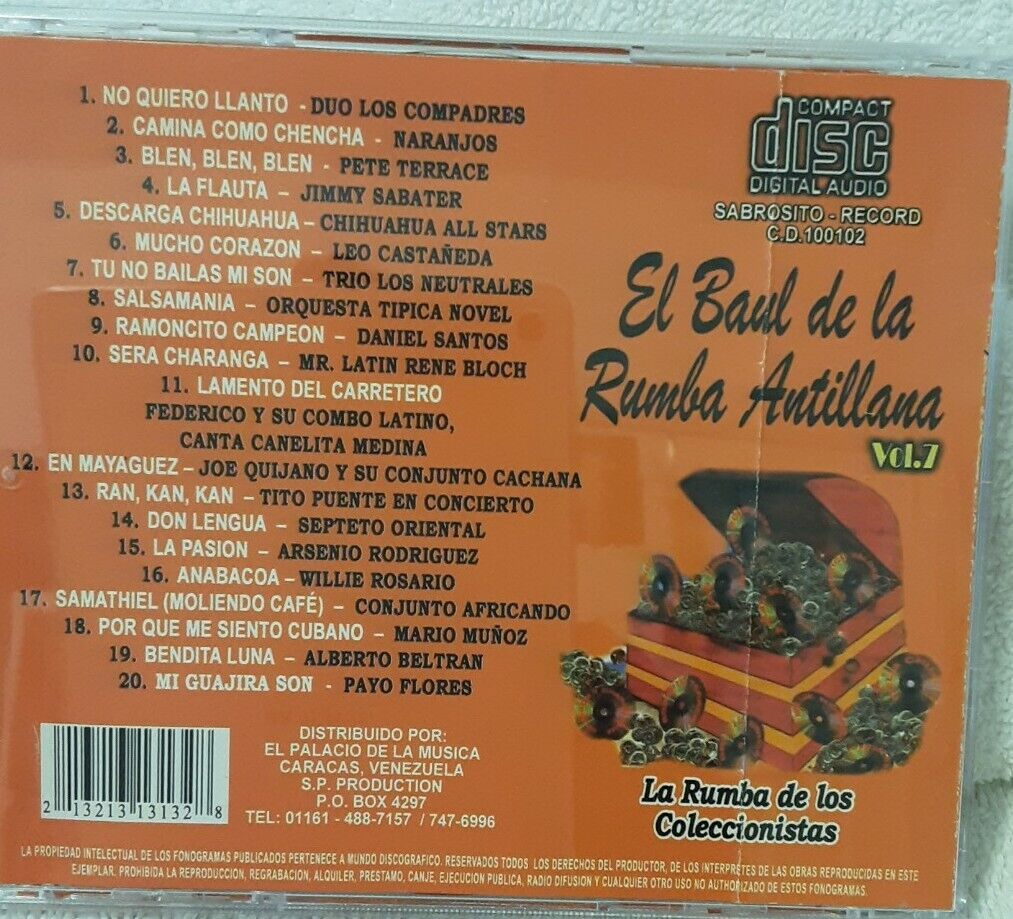 1. NO QUIERO LLANTO - DUO LOS COMPADRES
2. CAMINA COMO CHENCHA - NARANJOS
3. BLEN, BLEN, BLEN - PETE TERRACE
4. LA FLAUTA – JIMMY SABATER
5. DESCARGA CHIHUAHUA – CHIHUAHUA ALL STARS
6. MUCHO CORAZON – LEO CASTAÑEDA
7. TU NO BAILAS MI SON – TRIO LOS NEUTRALES
8. SALSAMANIA – ORQUESTA TIPICA NOVEL
9. RAMONCITO CAMPEON – DANIEL SANTOS
10. SERA CHARANGA – MR. LATIN RENE BLOCH
11. LAMENTO DEL CARRETERO
FEDERICO Y SU COMBO LATINO,
CANTA CANELITA MEDINA
12. EN MAYAGUEZ – JOE QUIJANO Y SU CONJUNTO CACHANA
13. RAN, KAN, KAN – TITO PUENTE EN CONCIERTO
14. DON LENGUA – SEPTETO ORIENTAL
15. LA PASION – ARSENIO RODRIGUEZ
16. ANABACOA – WILLIE ROSARIO
17. SAMATHIEL (MOLIENDO CAFÉ) – CONJUNTO AFRICANDO
18. POR QUE ME SIENTO CUBANO – MARIO MUÑOZ
19. BENDITA LUNA – ALBERTO BELTRAN
20. MI GUAJIRA SON - PAYO FLORES
COMPACT
disc
DIGITAL AUDIO
SABROSITO - RECORD
C.D.100102
El Baul de la
Rumba Antillana
Vol.7
La Rumba de los
Coleccionistas
2 13213 13132 8
DISTRIBUIDO POR:
EL PALACIO DE LA MUSICA
CARACAS, VENEZUELA
S.P. PRODUCTION
P.O. BOX 4297
TEL: 01161 - 488-7157 / 747-6996
LA PROPIEDAD INTELECTUAL DE LOS FONOGRAMAS PUBLICADOS PERTENECE A MUNDO DISCOGRAFICO. RESERVADOS TODOS LOS DERECHOS DEL PRODUCTOR, DE LOS INTERPRETES DE LAS OBRAS REPRODUCIDAS EN ESTE
EJEMPLAR. PROHIBIDA LA REPRODUCCION, REGRABACION, ALQUILER, PRESTAMO, CANJE, EJECUCION PUBLICA, RADIO DIFUSION Y CUALQUIER OTRO USO NO AUTHORIZADO DE ESTOS FONOGRAMAS.